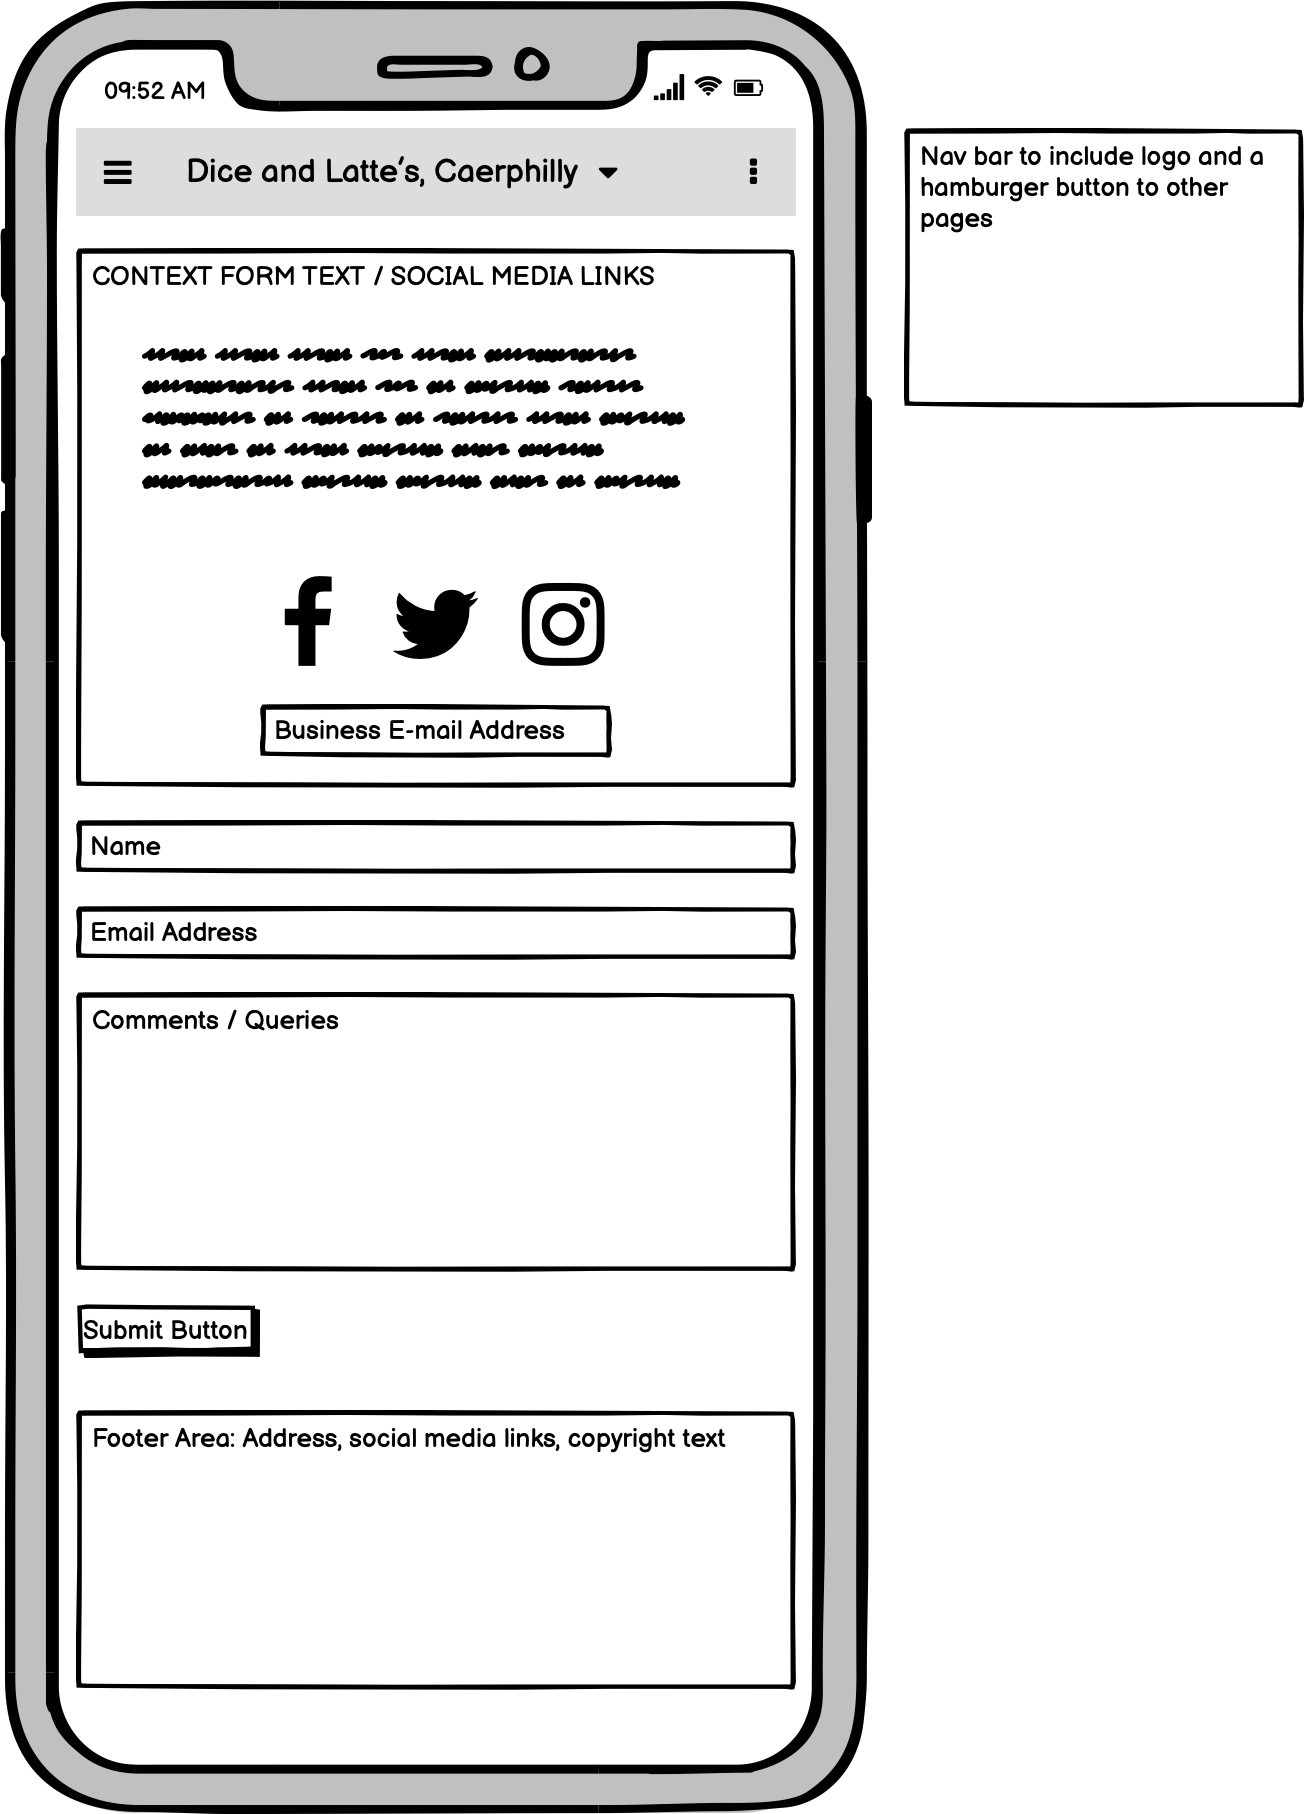 09:52 AM
Dice and Latte's, Caerphilly
Nav bar to include logo and a
hamburger button to other
pages
CONTEXT FORM TEXT / SOCIAL MEDIA LINKS
Business E-mail Address
Name
Email Address
Comments / Queries
Submit Button
Footer Area: Address, social media links, copyright text